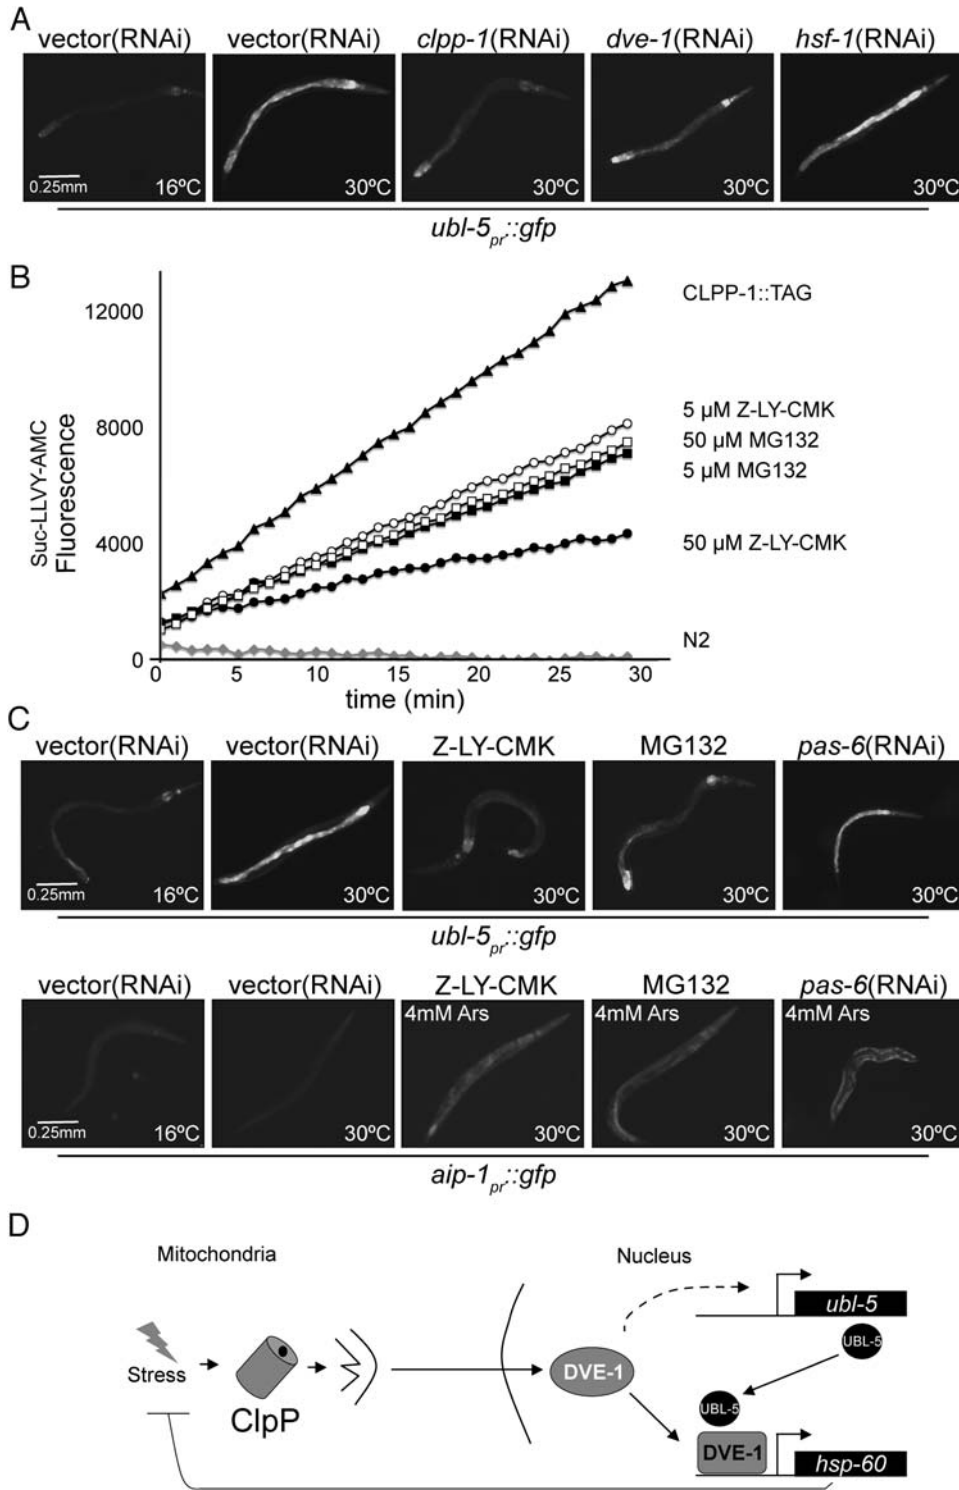 A
vector(RNAi) vector(RNAi) clpp-1(RNAi) dve-1(RNAi) hsf-1(RNAi)
0.25mm 16ºC 30ºC 30ºC 30ºC 30ºC
ubl-5pr::gfp
B
Suc-LLVY-AMC
Fluorescence
12000
8000
4000
0
0 5 10 15 20 25 30
time (min)
CLPP-1::TAG
5 µM Z-LY-CMK
50 µM MG132
5 µM MG132
50 µM Z-LY-CMK
N2
C
vector(RNAi) vector(RNAi) Z-LY-CMK MG132 pas-6(RNAi)
0.25mm 16ºC 30ºC 30ºC 30ºC 30ºC
ubl-5pr::gfp
vector(RNAi) vector(RNAi) Z-LY-CMK MG132 pas-6(RNAi)
4mM Ars 4mM Ars 4mM Ars
0.25mm 16ºC 30ºC 30ºC 30ºC 30ºC
aip-1pr::gfp
D
Mitochondria Nucleus
ubl-5
UBL-5
Stress
ClpP
DVE-1
UBL-5
DVE-1
hsp-60